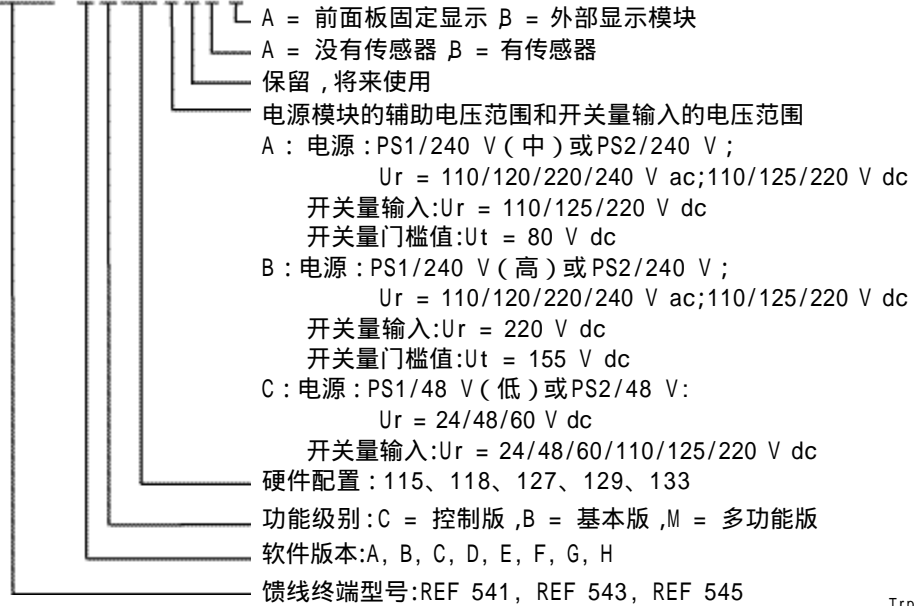 A = 前面板固定显示 B = 外部显示模块
A = 没有传感器 B = 有传感器
保留,将来使用
电源模块的辅助电压范围和开关量输入的电压范围
A：电源:PS1/240 V(中)或PS2/240 V;
Ur = 110/120/220/240 V ac;110/125/220 V dc
开关量输入:Ur = 110/125/220 V dc
开关量门槛值:Ut = 80 V dc
B：电源:PS1/240 V(高)或PS2/240 V;
Ur = 110/120/220/240 V ac;110/125/220 V dc
开关量输入:Ur = 220 V dc
开关量门槛值:Ut = 155 V dc
C：电源:PS1/48 V(低)或PS2/48 V:
Ur = 24/48/60 V dc
开关量输入:Ur = 24/48/60/110/125/220 V dc
硬件配置:115、118、127、129、133
功能级别:C = 控制版,B = 基本版,M = 多功能版
软件版本:A, B, C, D, E, F, G, H
馈线终端型号:REF 541, REF 543, REF 545